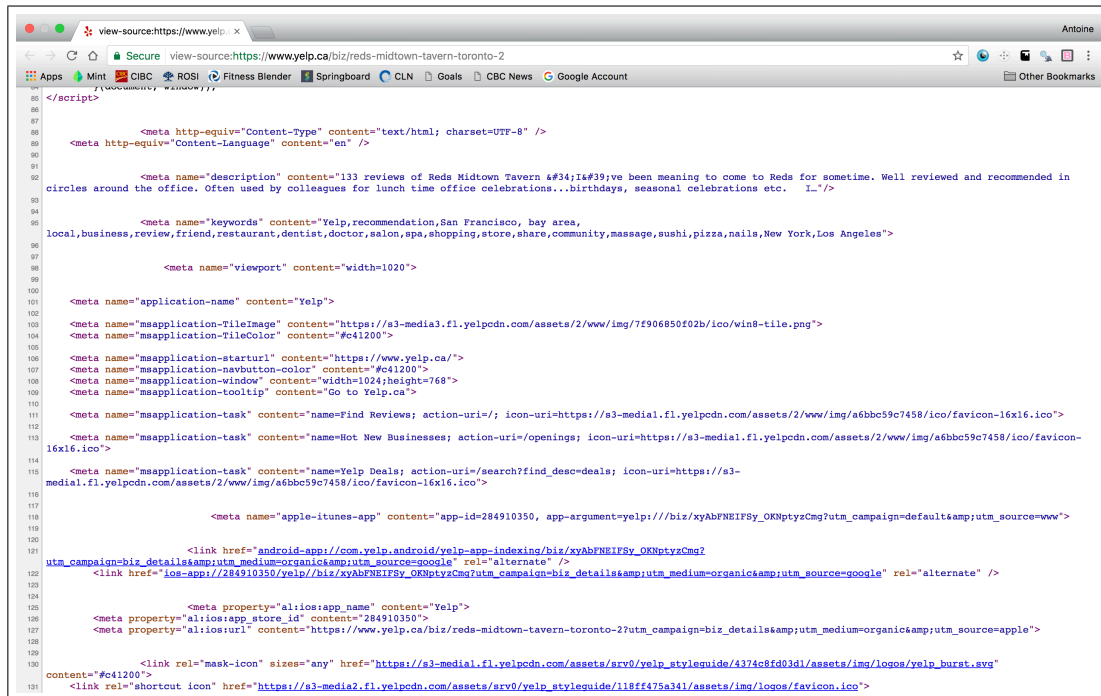 view-source:https://www.yelp.
Antoine
Secure view-source:https://www.yelp.ca/biz/reds-midtown-tavern-toronto-2
Apps Mint CIBC ROSI Fitness Blender Springboard CLN Goals CBC News Google Account Other Bookmarks
84 }(document, window));
85 </script>
86
87
88 <meta http-equiv="Content-Type" content="text/html; charset=UTF-8" />
89 <meta http-equiv="Content-Language" content="en" />
90
91
92 <meta name="description" content="133 reviews of Reds Midtown Tavern &#34;I&#39;ve been meaning to come to Reds for sometime. Well reviewed and recommended in
circles around the office. Often used by colleagues for lunch time office celebrations...birthdays, seasonal celebrations etc. I…"/>
93
94
95 <meta name="keywords" content="Yelp,recommendation,San Francisco, bay area,
local,business,review,friend,restaurant,dentist,doctor,salon,spa,shopping,store,share,community,massage,sushi,pizza,nails,New York,Los Angeles">
96
97
98 <meta name="viewport" content="width=1020">
99
100
101 <meta name="application-name" content="Yelp">
102
103 <meta name="msapplication-TileImage" content="https://s3-media3.fl.yelpcdn.com/assets/2/www/img/7f906850f02b/ico/win8-tile.png">
104 <meta name="msapplication-TileColor" content="#c41200">
105
106 <meta name="msapplication-starturl" content="https://www.yelp.ca/">
107 <meta name="msapplication-navbutton-color" content="#c41200">
108 <meta name="msapplication-window" content="width=1024;height=768">
109 <meta name="msapplication-tooltip" content="Go to Yelp.ca">
110
111 <meta name="msapplication-task" content="name=Find Reviews; action-uri=/; icon-uri=https://s3-media1.fl.yelpcdn.com/assets/2/www/img/a6bbc59c7458/ico/favicon-16x16.ico">
112
113 <meta name="msapplication-task" content="name=Hot New Businesses; action-uri=/openings; icon-uri=https://s3-media1.fl.yelpcdn.com/assets/2/www/img/a6bbc59c7458/ico/favicon-
16x16.ico">
114
115 <meta name="msapplication-task" content="name=Yelp Deals; action-uri=/search?find_desc=deals; icon-uri=https://s3-
media1.fl.yelpcdn.com/assets/2/www/img/a6bbc59c7458/ico/favicon-16x16.ico">
116
117
118 <meta name="apple-itunes-app" content="app-id=284910350, app-argument=yelp:///biz/xyAbFNEIFSy_OKNptyzCmg?utm_campaign=default&amp;utm_source=www">
119
120
121 <link href="android-app://com.yelp.android/yelp-app-indexing/biz/xyAbFNEIFSy_OKNptyzCmg?
utm_campaign=biz_details&amp;utm_medium=organic&amp;utm_source=google" rel="alternate" />
122 <link href="ios-app://284910350/yelp//biz/xyAbFNEIFSy_OKNptyzCmg?utm_campaign=biz_details&amp;utm_medium=organic&amp;utm_source=google" rel="alternate" />
123
124
125 <meta property="al:ios:app_name" content="Yelp">
126 <meta property="al:ios:app_store_id" content="284910350">
127 <meta property="al:ios:url" content="https://www.yelp.ca/biz/reds-midtown-tavern-toronto-2?utm_campaign=biz_details&amp;utm_medium=organic&amp;utm_source=apple">
128
129
130 <link rel="mask-icon" sizes="any" href="https://s3-media1.fl.yelpcdn.com/assets/srv0/yelp_styleguide/4374c8fd03d1/assets/img/logos/yelp_burst.svg"
content="#c41200">
131 <link rel="shortcut icon" href="https://s3-media2.fl.yelpcdn.com/assets/srv0/yelp_styleguide/118ff475a341/assets/img/logos/favicon.ico">